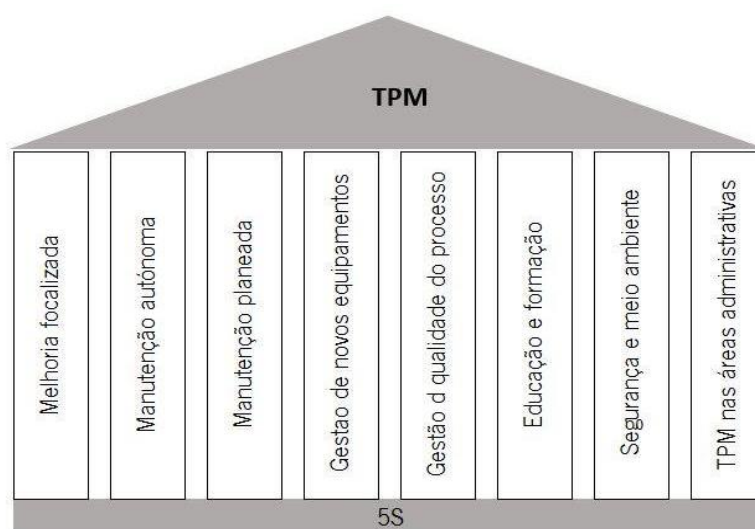 TPM
Melhoria focalizada
Manutenção autónoma
Manutenção planeada
Gestao de novos equipamentos
Gestão d qualidade do processo
Educação e formação
Segurança e meio ambiente
TPM nas áreas administrativas
5S